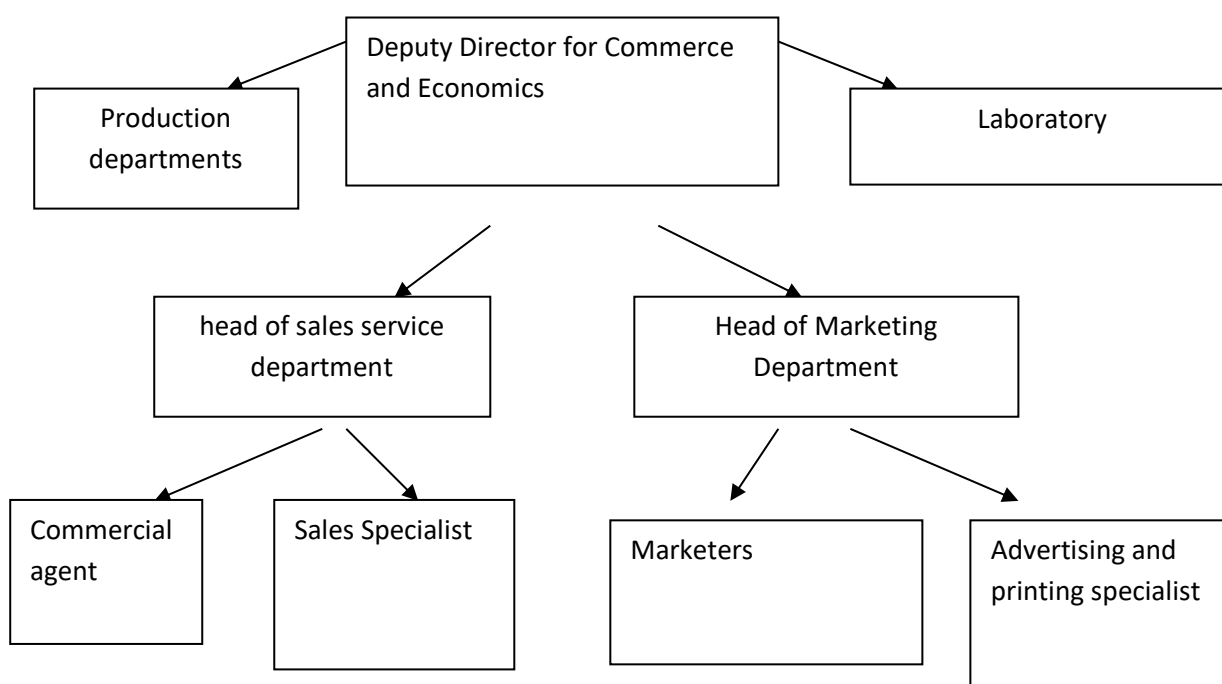 Deputy Director for Commerce
and Economics
Production
departments
Laboratory
head of sales service
department
Head of Marketing
Department
Commercial
agent
Sales Specialist
Marketers
Advertising and
printing specialist